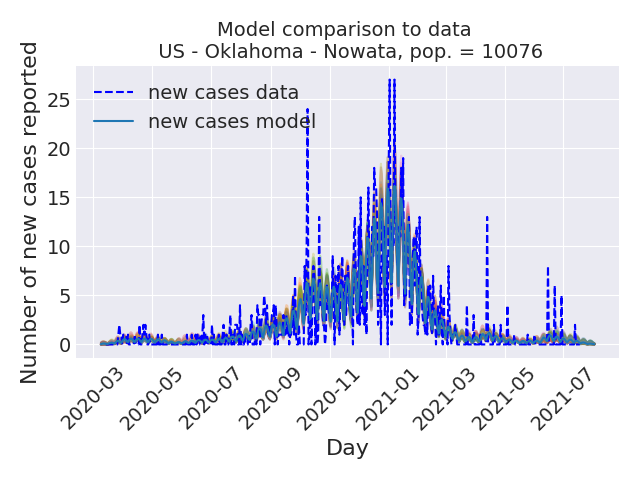 Model comparison to data
US - Oklahoma - Nowata, pop. = 10076
Number of new cases reported
25
20
15
10
5
0
new cases data
new cases model
2020-03
2020-05
2020-07
2020-09
2020-11
2021-01
2021-03
2021-05
2021-07
Day